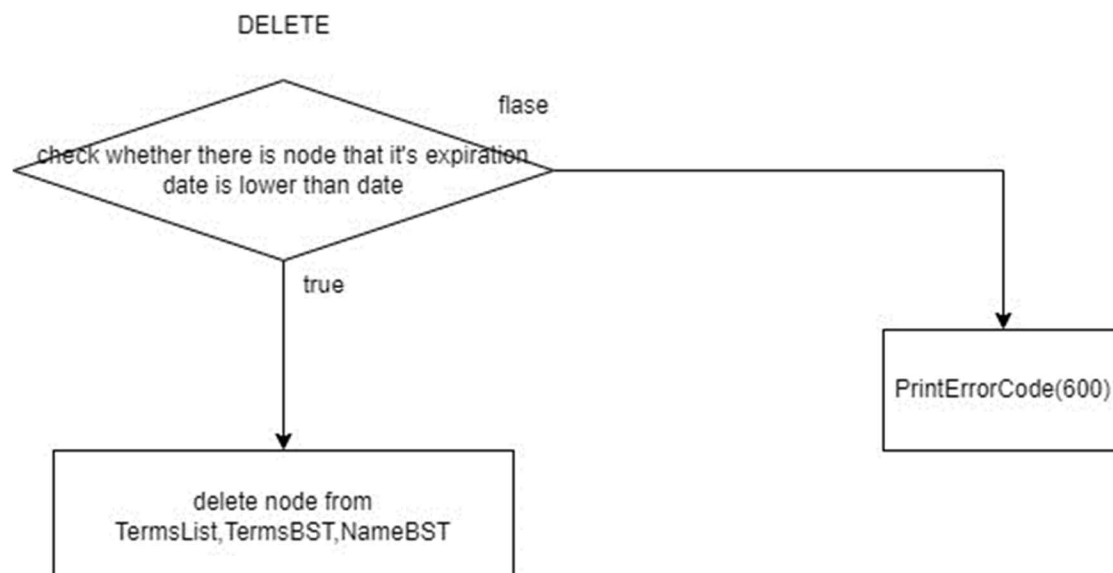 DELETE
flase
check whether there is node that it's expiration
date is lower than date
true
PrintErrorCode(600)
delete node from
TermsList,TermsBST,NameBST